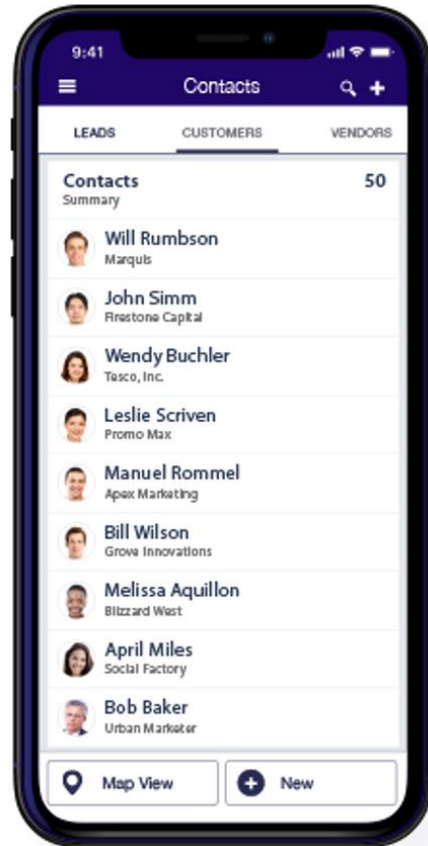 9:41
Contacts
LEADS CUSTOMERS VENDORS
Contacts 50
Summary
Will Rumbson
Marquis
John Simm
Firestone Capital
Wendy Buchler
Tesco, Inc.
Leslie Scriven
Promo Max
Manuel Rommel
Apex Marketing
Bill Wilson
Grove Innovations
Melissa Aquillon
Blizzard West
April Miles
Social Factory
Bob Baker
Urban Marketer
Map View New